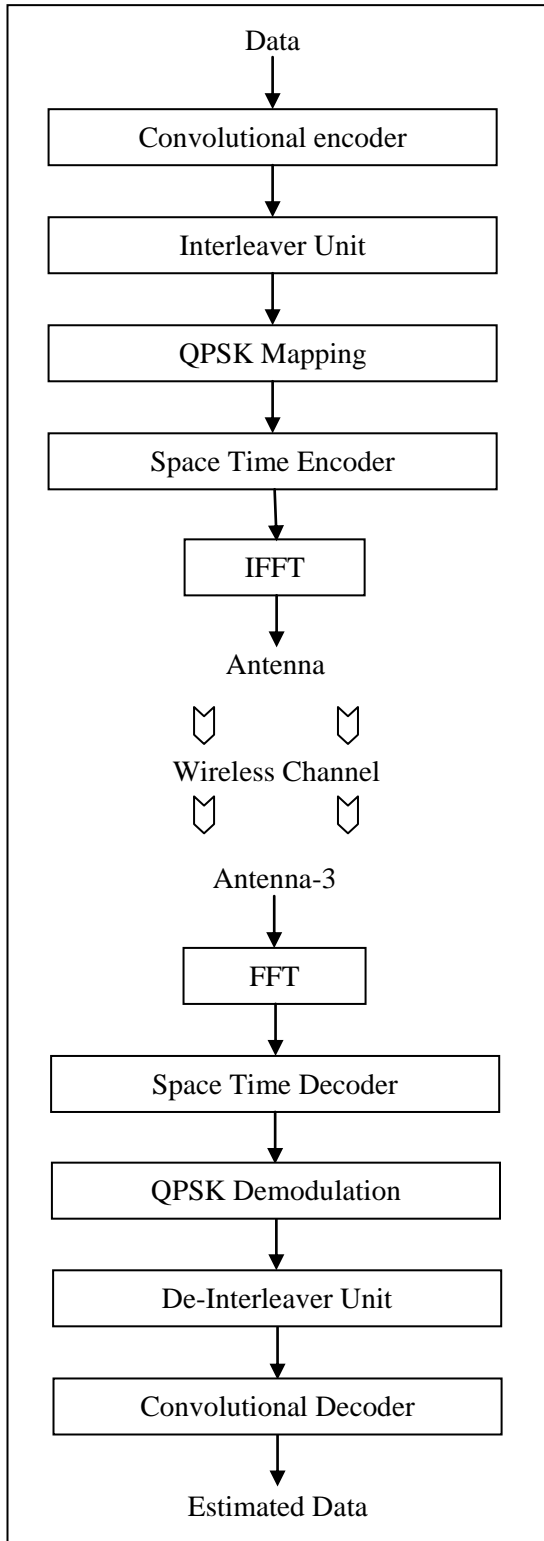 Data
Convolutional encoder
Interleaver Unit
QPSK Mapping
Space Time Encoder
IFFT
Antenna
Wireless Channel
Antenna-3
FFT
Space Time Decoder
QPSK Demodulation
De-Interleaver Unit
Convolutional Decoder
Estimated Data